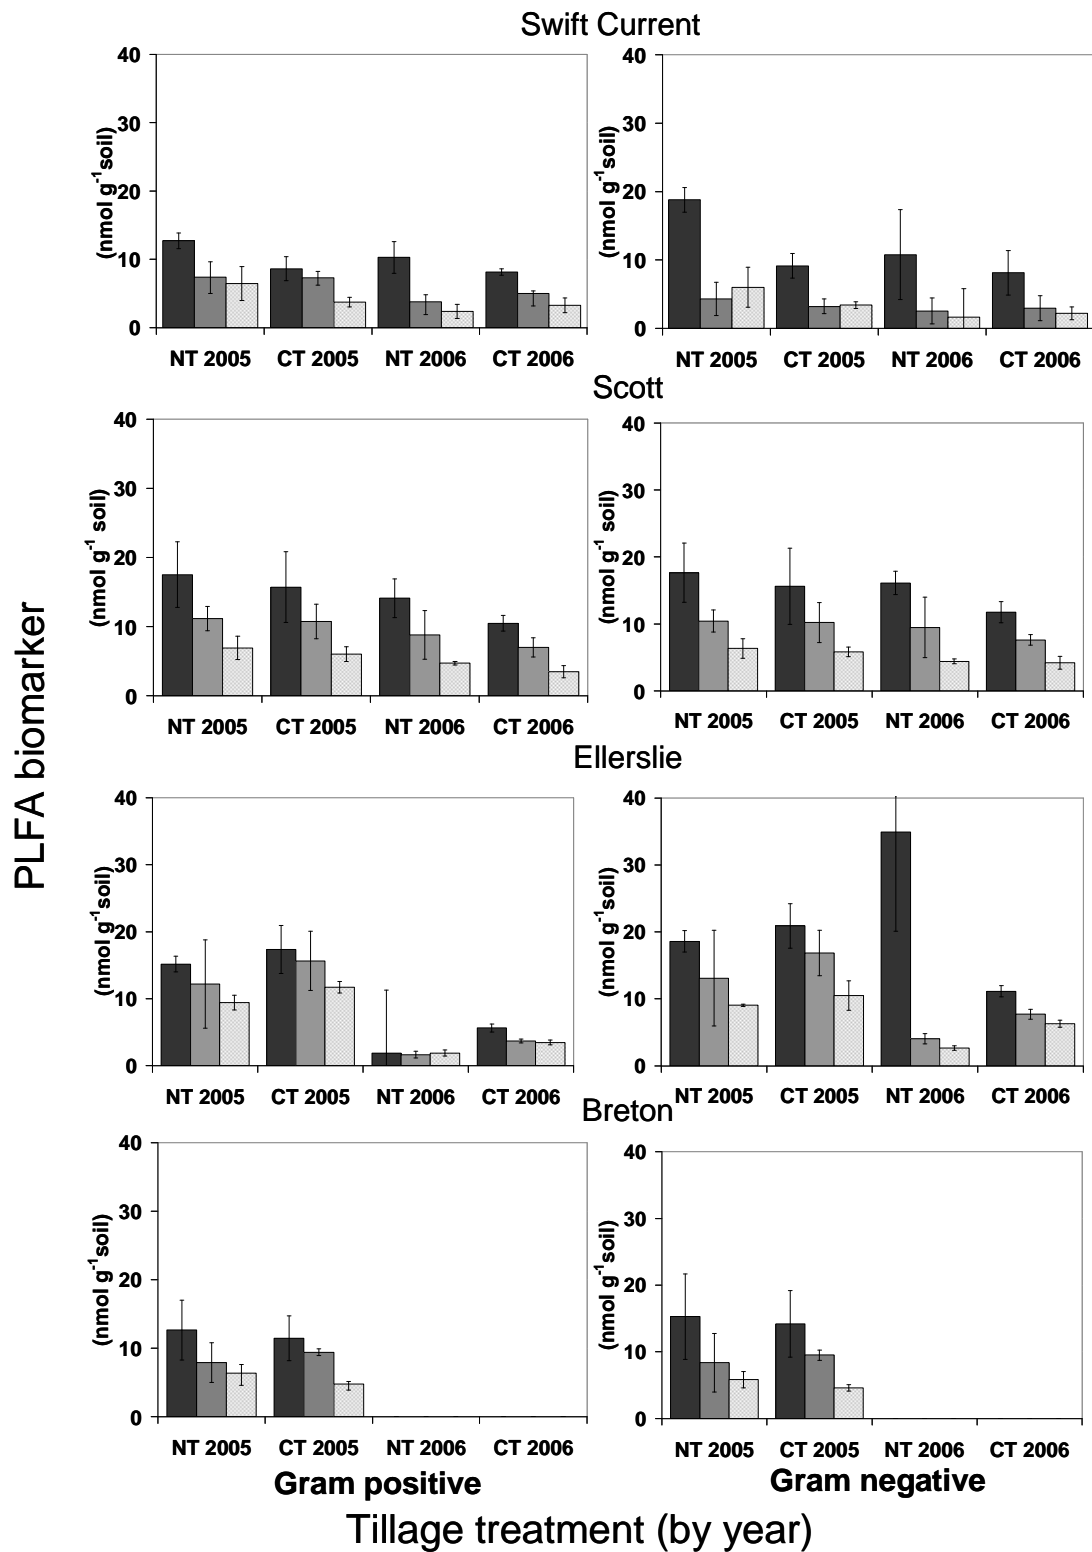 Swift Current
40
30
20
10
0
(nmol g-1soil)
NT 2005 CT 2005 NT 2006 CT 2006
40
30
20
10
0
(nmol g-1soil)
NT 2005 CT 2005 NT 2006 CT 2006
Scott
40
30
20
10
0
(nmol g-1 soil)
NT 2005 CT 2005 NT 2006 CT 2006
40
30
20
10
0
(nmol g-1 soil)
NT 2005 CT 2005 NT 2006 CT 2006
PLFA biomarker
Ellerslie
40
30
20
10
0
(nmol g-1soil)
NT 2005 CT 2005 NT 2006 CT 2006
40
30
20
10
0
(nmol g-1soil)
NT 2005 CT 2005 NT 2006 CT 2006
Breton
40
30
20
10
0
(nmol g-1soil)
NT 2005 CT 2005 NT 2006 CT 2006
Gram positive
40
30
20
10
0
(nmol g-1soil)
NT 2005 CT 2005 NT 2006 CT 2006
Gram negative
Tillage treatment (by year)